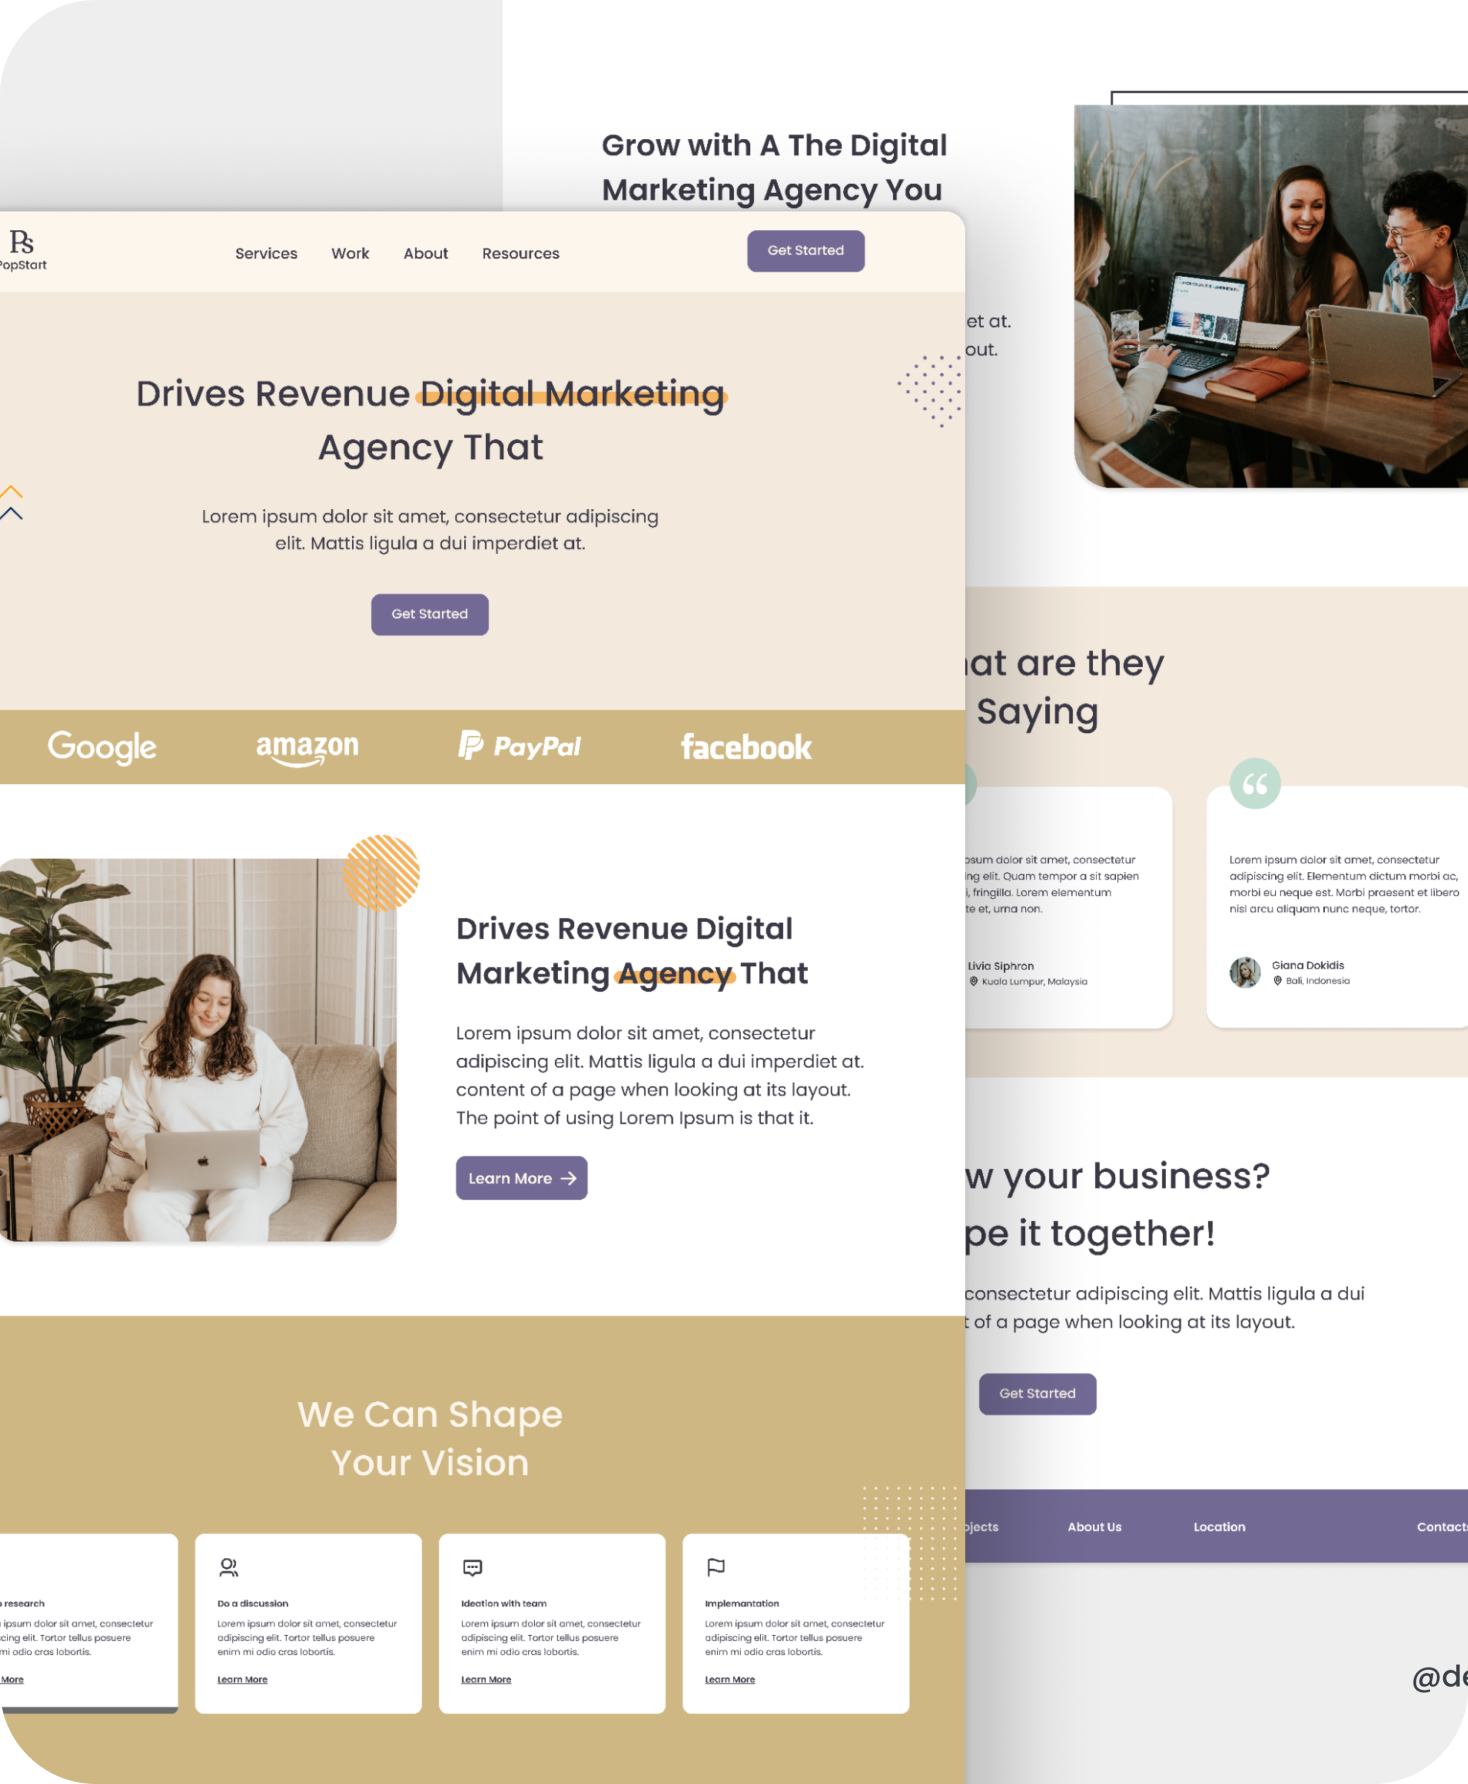 Grow with A The Digital
Marketing Agency You
et at.
out.
Ps
PopStart
Services
Work
About
Resources
Get Started
Drives Revenue Digital Marketing
Agency That
Lorem ipsum dolor sit amet, consectetur adipiscing
elit. Mattis ligula a dui imperdiet at.
Get Started
Google
amazon
PayPal
facebook
Drives Revenue Digital
Marketing Agency That
Lorem ipsum dolor sit amet, consectetur
adipiscing elit. Mattis ligula a dui imperdiet at.
content of a page when looking at its layout.
The point of using Lorem Ipsum is that it.
Learn More
We Can Shape
Your Vision
research
ipsum dolor sit amet, consectetur
cing elit. Tortor tellus posuere
mi odio cras lobortis.
More
Do a discussion
Lorem ipsum dolor sit amet, consectetur
adipiscing elit. Tortor tellus posuere
enim mi odio cras lobortis.
Learn More
Ideation with team
Lorem ipsum dolor sit amet, consectetur
adipiscing elit. Tortor tellus posuere
enim mi odio cras lobortis.
Learn More
Implemantation
Lorem ipsum dolor sit amet, consectetur
adipiscing elit. Tortor tellus posuere
enim mi odio cras lobortis.
Learn More
at are they
Saying
“
psum dolor sit amet, consectetur
ng elit. Quam tempor a sit sapien
i, fringilla. Lorem elementum
te et, urna non.
Livia Siphron
Kuala Lumpur, Malaysia
Lorem ipsum dolor sit amet, consectetur
adipiscing elit. Elementum dictum morbi ac,
morbi eu neque est. Morbi praesent et libero
nisl arcu aliquam nunc neque, tortor.
Giana Dokidis
Bali, Indonesia
w your business?
pe it together!
consectetur adipiscing elit. Mattis ligula a dui
t of a page when looking at its layout.
Get Started
ojects
About Us
Location
Contacts
@de